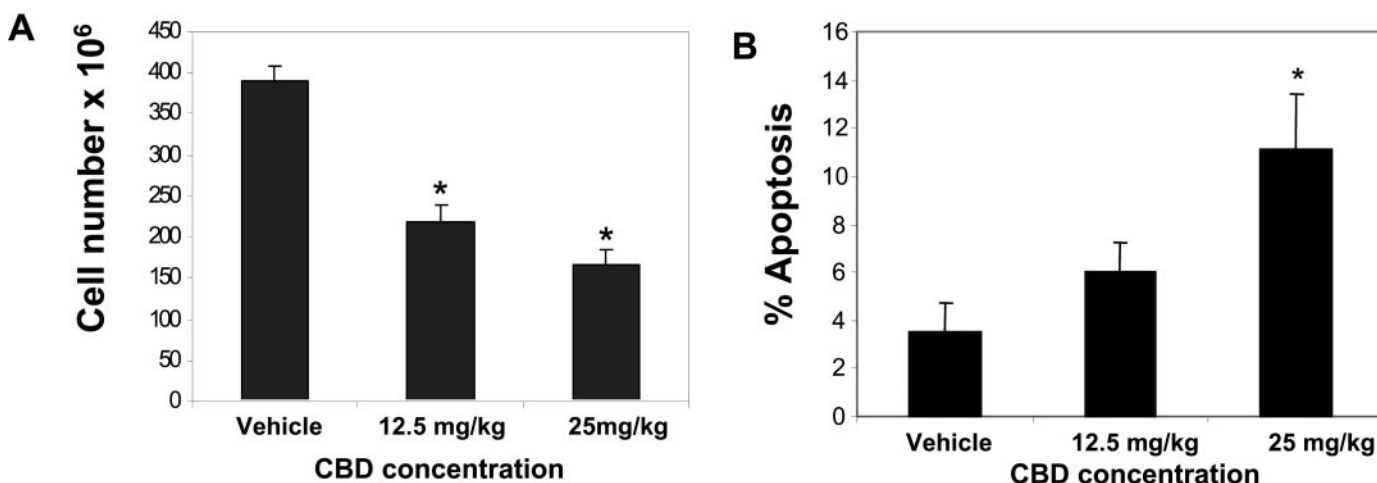 A
Cell number x 10⁶
450
400
350
300
250
200
150
100
50
0
*
*
Vehicle 12.5 mg/kg 25mg/kg
CBD concentration
B
% Apoptosis
16
14
12
10
8
6
4
2
0
*
Vehicle 12.5 mg/kg 25 mg/kg
CBD concentration